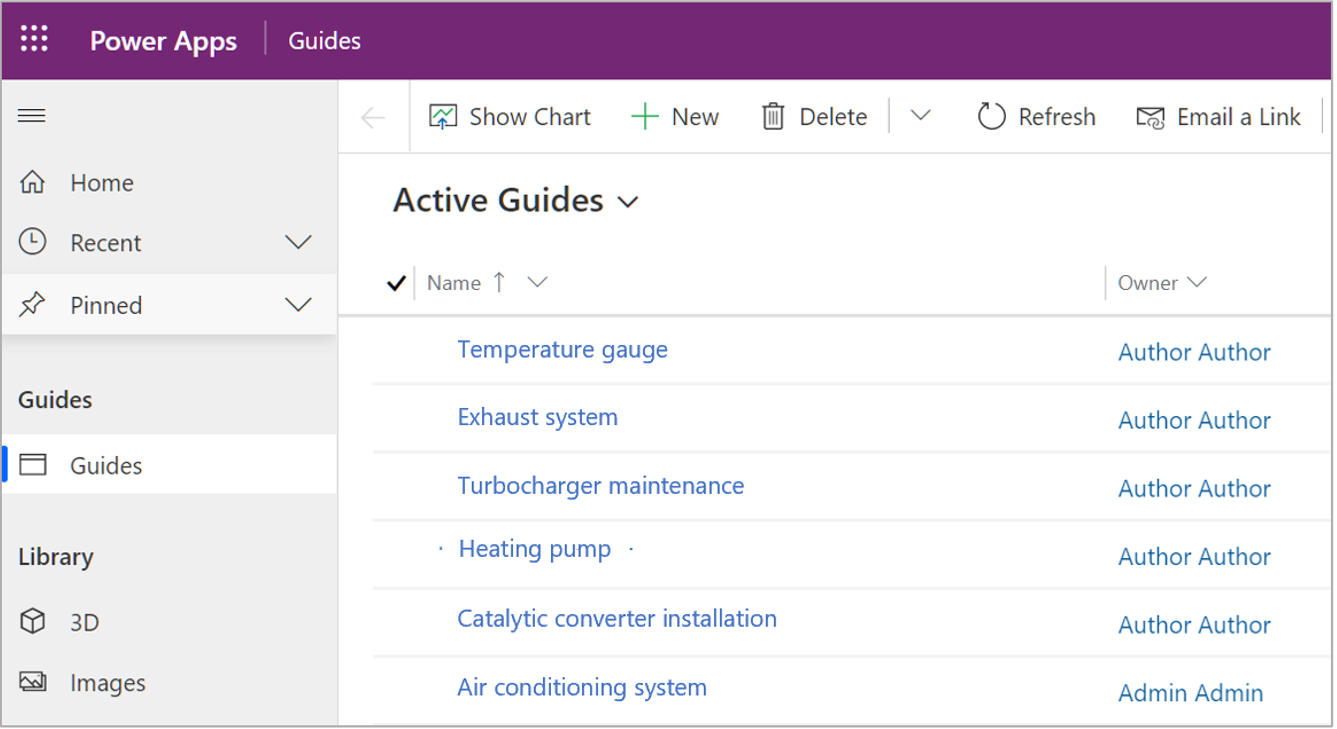 Power Apps Guides
Show Chart New Delete Refresh Email a Link
Home
Recent
Pinned
Guides
Guides
Library
3D
Images
Active Guides
Name ↑ Owner
Temperature gauge Author Author
Exhaust system Author Author
Turbocharger maintenance Author Author
· Heating pump · Author Author
Catalytic converter installation Author Author
Air conditioning system Admin Admin